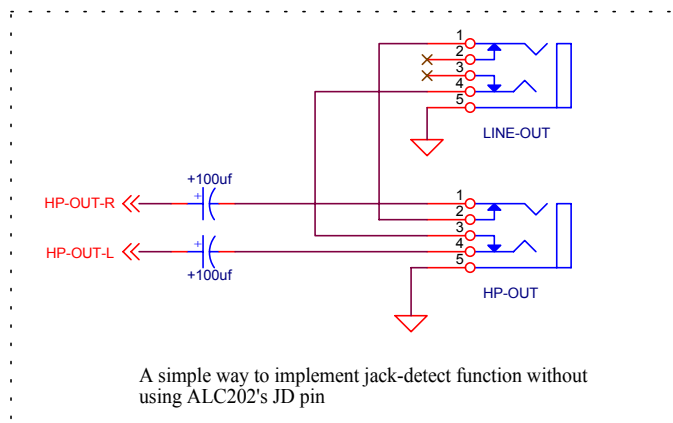 1
2
3
4
5
LINE-OUT
+100uf
HP-OUT-R
+
1
2
3
4
5
HP-OUT-L
+
+100uf
HP-OUT
A simple way to implement jack-detect function without
using ALC202's JD pin